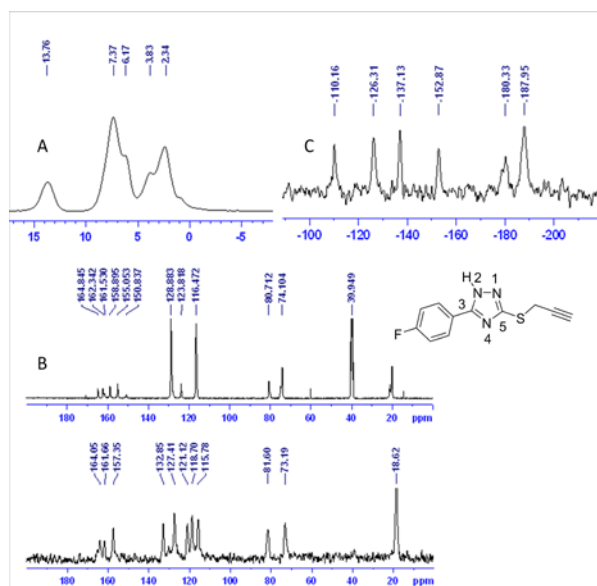 13.76 7.37 6.17 3.83 2.34
-110.16 -126.31 -137.13 -152.87 -180.33 -187.95
A
C
15 10 5 0 -5
-100 -120 -140 -160 -180 -200 -220
164.845 162.342 161.530 158.895 155.053 150.837 128.883 123.818 116.472 80.712 74.104 39.949
B
H 2 1
N N
3 5 S
F N
4
180 160 140 120 100 80 60 40 20 ppm
164.05 161.66 157.35 132.85 127.41 121.12 118.70 115.78 81.60 73.19 18.62
180 160 140 120 100 80 60 40 20 ppm